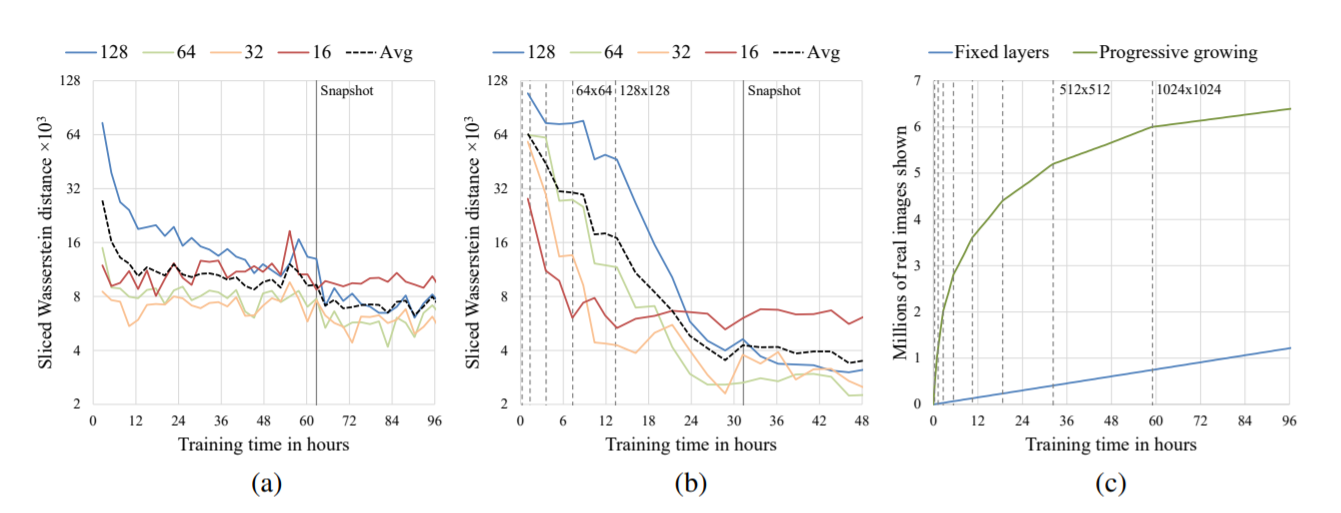 128 64 32 16 Avg
Sliced Wasserstein distance ×10³
128
64
32
16
8
4
2
Snapshot
0 12 24 36 48 60 72 84 96
Training time in hours
(a)
128 64 32 16 Avg
Sliced Wasserstein distance ×10³
128
64
32
16
8
4
2
64x64 128x128 Snapshot
0 6 12 18 24 30 36 42 48
Training time in hours
(b)
Fixed layers Progressive growing
Millions of real images shown
7
6
5
4
3
2
1
0
512x512 1024x1024
0 12 24 36 48 60 72 84 96
Training time in hours
(c)